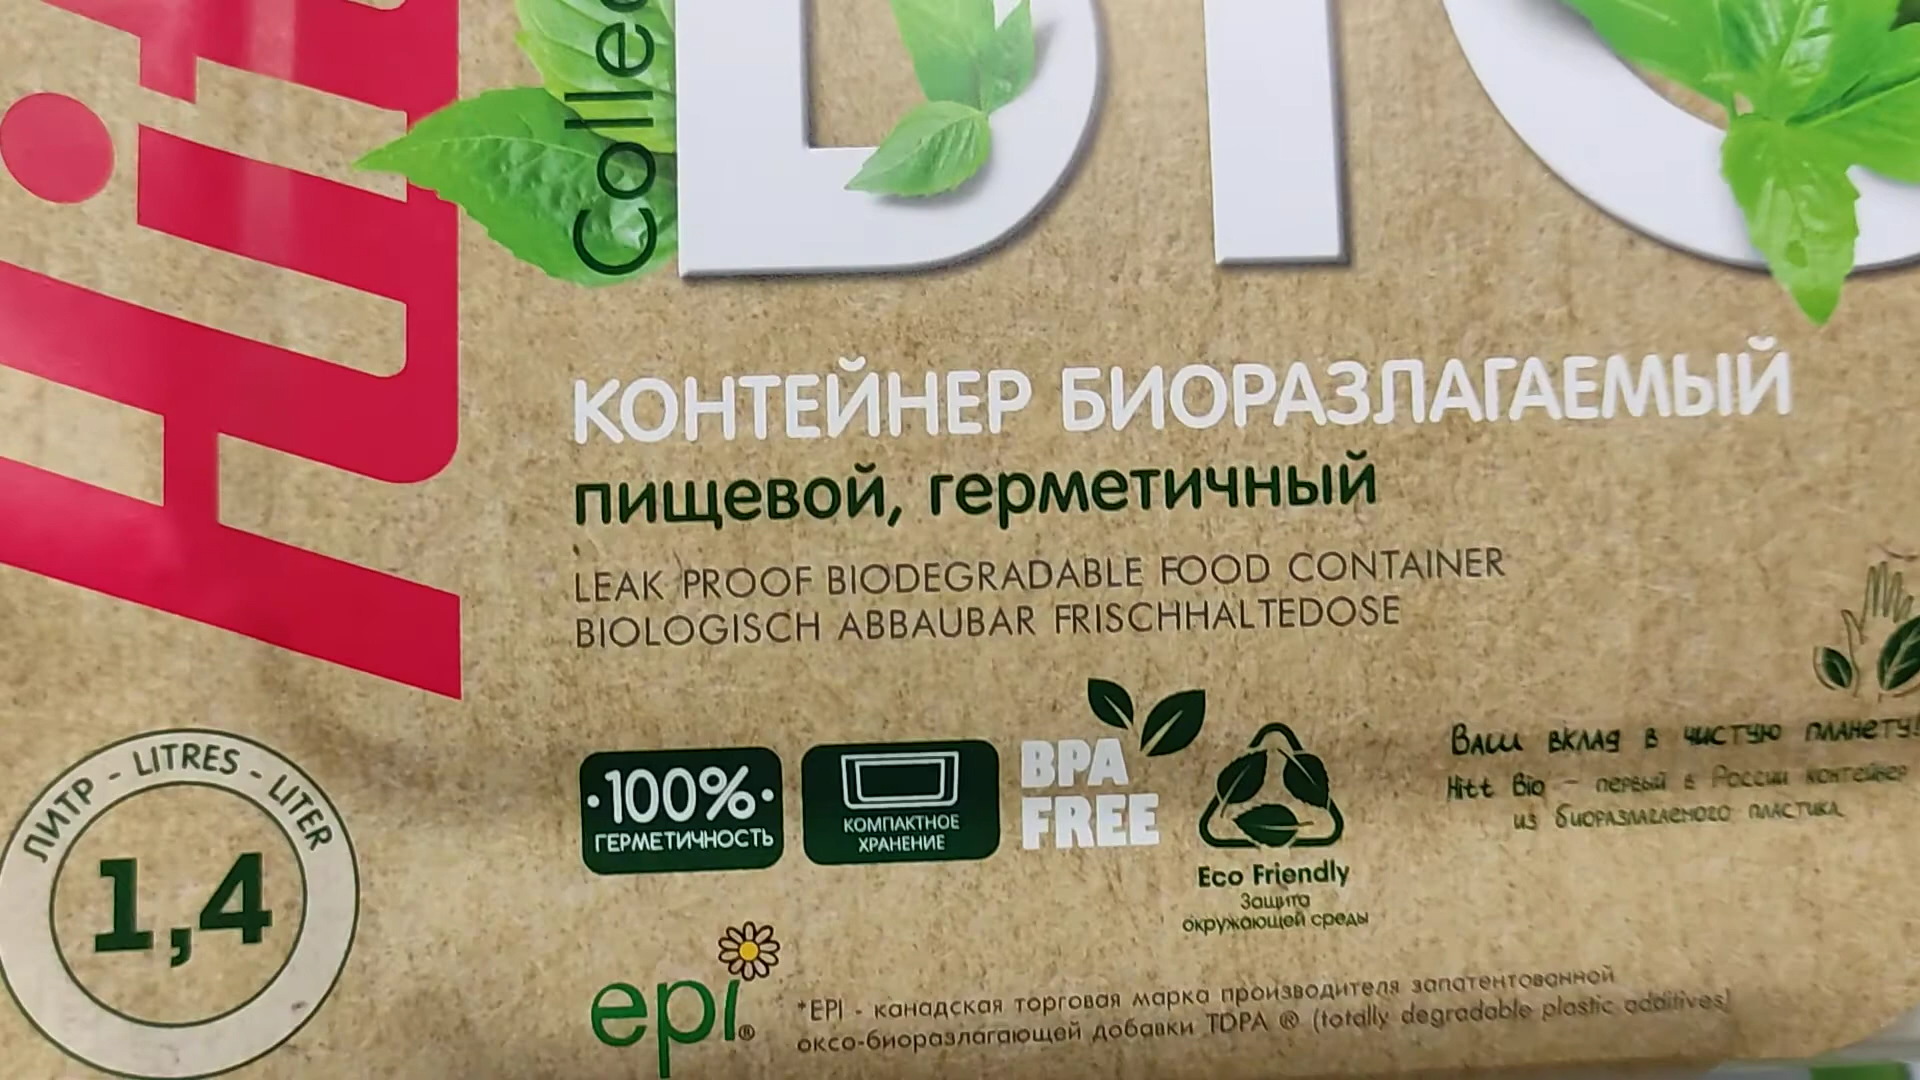 Hitt
Collec
BIO
КОНТЕЙНЕР БИОРАЗЛАГАЕМЫЙ
пищевой, герметичный
LEAK PROOF BIODEGRADABLE FOOD CONTAINER
BIOLOGISCH ABBAUBAR FRISCHHALTEDOSE
ЛИТР - LITRES - LITER
1,4
·100%·
ГЕРМЕТИЧНОСТЬ
КОМПАКТНОЕ
ХРАНЕНИЕ
BPA
FREE
Eco Friendly
Защита
окружающей среды
Ваш вклад в чистую планету!
Hitt Bio – первый в России контейнер
из биоразлагаемого пластика
epi®
*EPI - канадская торговая марка производителя запатентованной
оксо-биоразлагающей добавки TDPA ® (totally degradable plastic additives)